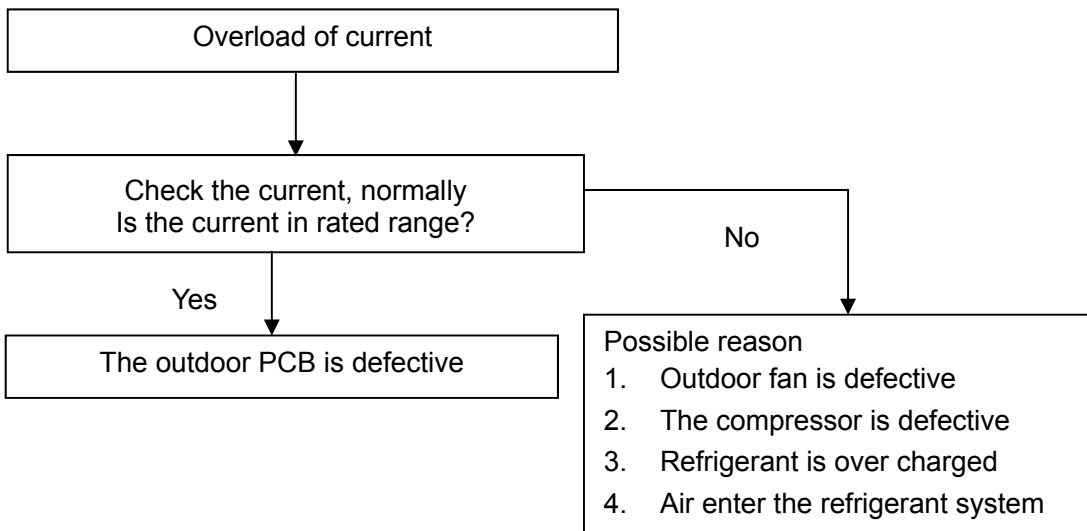 Overload of current
Check the current, normally
Is the current in rated range?
No
Yes
The outdoor PCB is defective
Possible reason
1. Outdoor fan is defective
2. The compressor is defective
3. Refrigerant is over charged
4. Air enter the refrigerant system